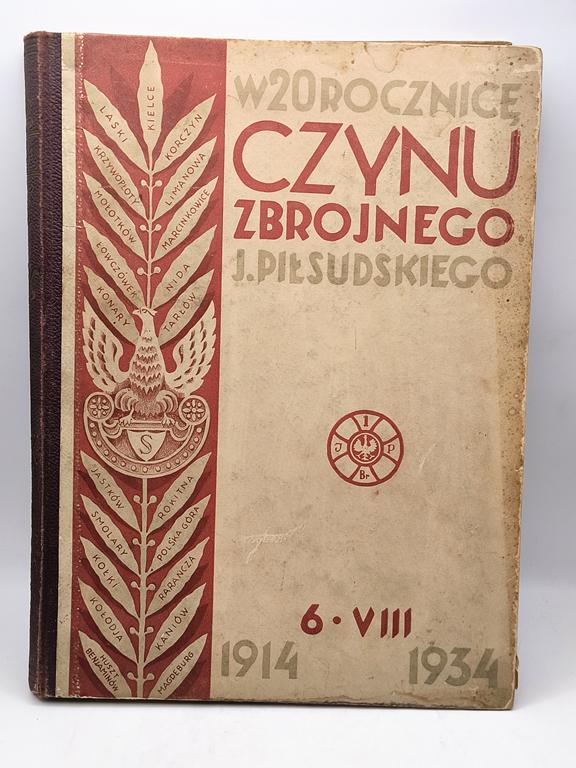 W 20 ROCZNICĘ
CZYNU
ZBROJNEGO
J. PIŁSUDSKIEGO
KIELCE
LASKI
KORCZYN
KRZYWOPŁOTY
LIMANOWA
MOŁOTKÓW
MARCINKOWICE
ŁOWCZÓWEK
NIDA
KONARY
TARŁÓW
S
JASTKÓW
ROKITNA
SMOLARY
POLSKA GÓRA
KOŁKI
RARAŃCZA
KOŁODJA
KANIÓW
HUSZT
BENIAMINÓW
MAGDEBURG
1
J P
Br
6 • VIII
1914 1934